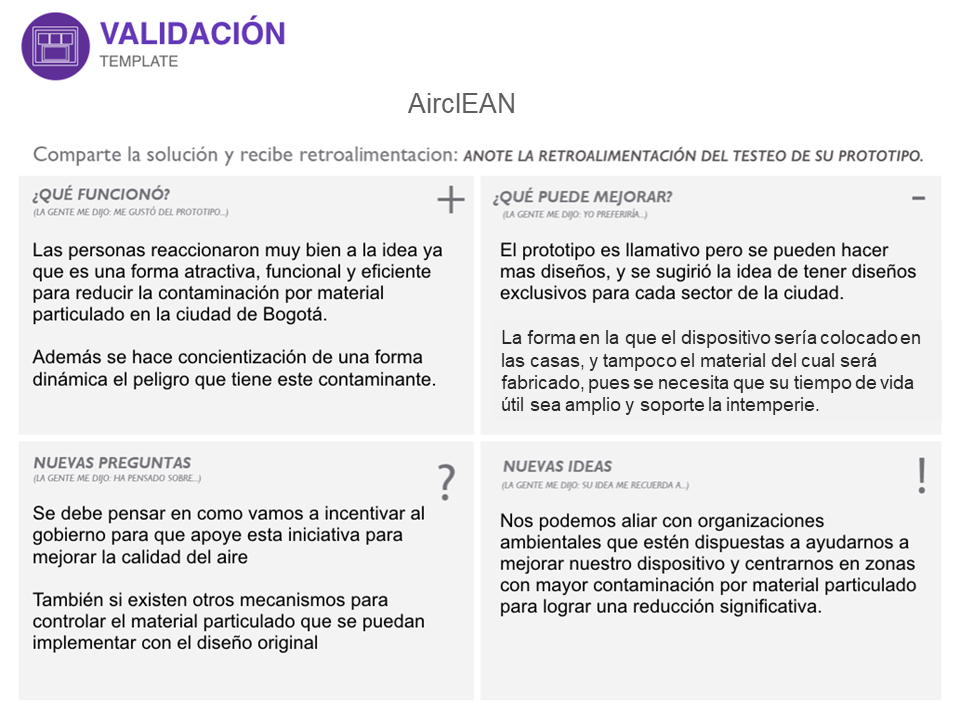 VALIDACIÓN
TEMPLATE
AirclEAN
Comparte la solución y recibe retroalimentacion: ANOTE LA RETROALIMENTACIÓN DEL TESTEO DE SU PROTOTIPO.
¿QUÉ FUNCIONÓ?
+
(LA GENTE ME DIJO: ME GUSTÓ DEL PROTOTIPO...)
Las personas reaccionaron muy bien a la idea ya
que es una forma atractiva, funcional y eficiente
para reducir la contaminación por material
particulado en la ciudad de Bogotá.
Además se hace concientización de una forma
dinámica el peligro que tiene este contaminante.
¿QUÉ PUEDE MEJORAR?
-
(LA GENTE ME DIJO: YO PREFERIRÍA...)
El prototipo es llamativo pero se pueden hacer
mas diseños, y se sugirió la idea de tener diseños
exclusivos para cada sector de la ciudad.
La forma en la que el dispositivo sería colocado en
las casas, y tampoco el material del cual será
fabricado, pues se necesita que su tiempo de vida
útil sea amplio y soporte la intemperie.
NUEVAS PREGUNTAS
?
(LA GENTE ME DIJO: HA PENSADO SOBRE...)
Se debe pensar en como vamos a incentivar al
gobierno para que apoye esta iniciativa para
mejorar la calidad del aire
También si existen otros mecanismos para
controlar el material particulado que se puedan
implementar con el diseño original
NUEVAS IDEAS
!
(LA GENTE ME DIJO: SU IDEA ME RECUERDA A...)
Nos podemos aliar con organizaciones
ambientales que estén dispuestas a ayudarnos a
mejorar nuestro dispositivo y centrarnos en zonas
con mayor contaminación por material particulado
para lograr una reducción significativa.